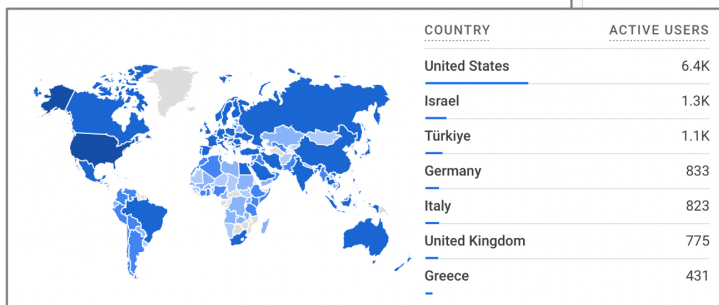 COUNTRY ACTIVE USERS
United States 6.4K
Israel 1.3K
Türkiye 1.1K
Germany 833
Italy 823
United Kingdom 775
Greece 431